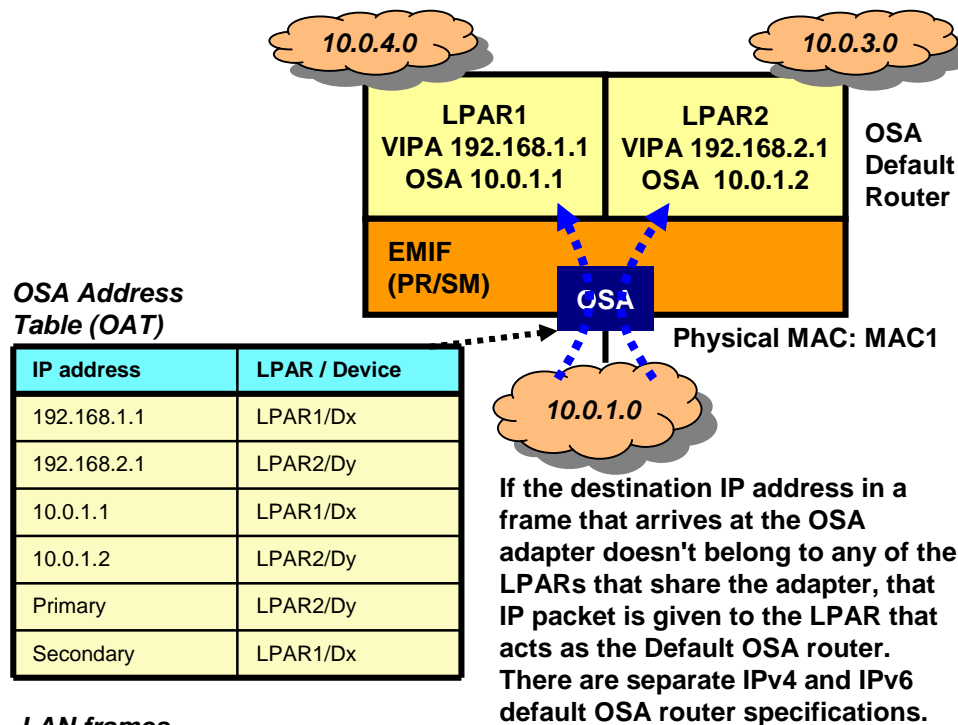 10.0.4.0
10.0.3.0
LPAR1
VIPA 192.168.1.1
OSA 10.0.1.1
LPAR2
VIPA 192.168.2.1
OSA 10.0.1.2
OSA
Default
Router
EMIF
(PR/SM)
OSA
Physical MAC: MAC1
OSA Address
Table (OAT)
IP address LPAR / Device
192.168.1.1 LPAR1/Dx
192.168.2.1 LPAR2/Dy
10.0.1.1 LPAR1/Dx
10.0.1.2 LPAR2/Dy
Primary LPAR2/Dy
Secondary LPAR1/Dx
10.0.1.0
If the destination IP address in a
frame that arrives at the OSA
adapter doesn't belong to any of the
LPARs that share the adapter, that
IP packet is given to the LPAR that
acts as the Default OSA router.
There are separate IPv4 and IPv6
default OSA router specifications.
LAN frames